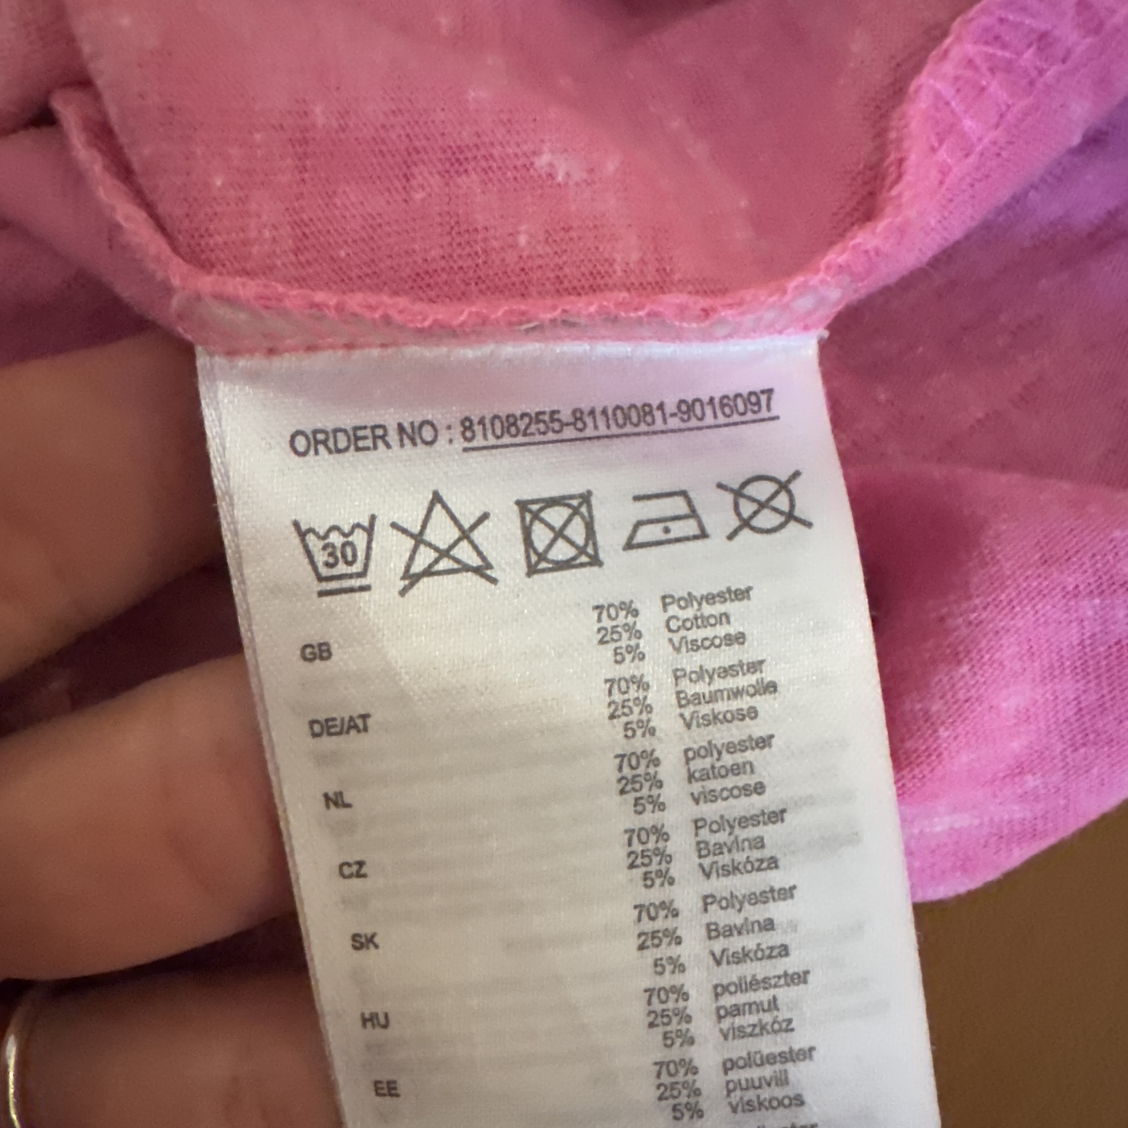 ORDER NO : 8108255-8110081-9016097
30
GB
70% Polyester
25% Cotton
5% Viscose
DE/AT
70% Polyester
25% Baumwolle
5% Viskose
NL
70% polyester
25% katoen
5% viscose
CZ
70% Polyester
25% Bavlna
5% Viskóza
SK
70% Polyester
25% Bavlna
5% Viskóza
HU
70% poliészter
25% pamut
5% viszkóz
EE
70% polüester
25% puuvill
5% viskoos